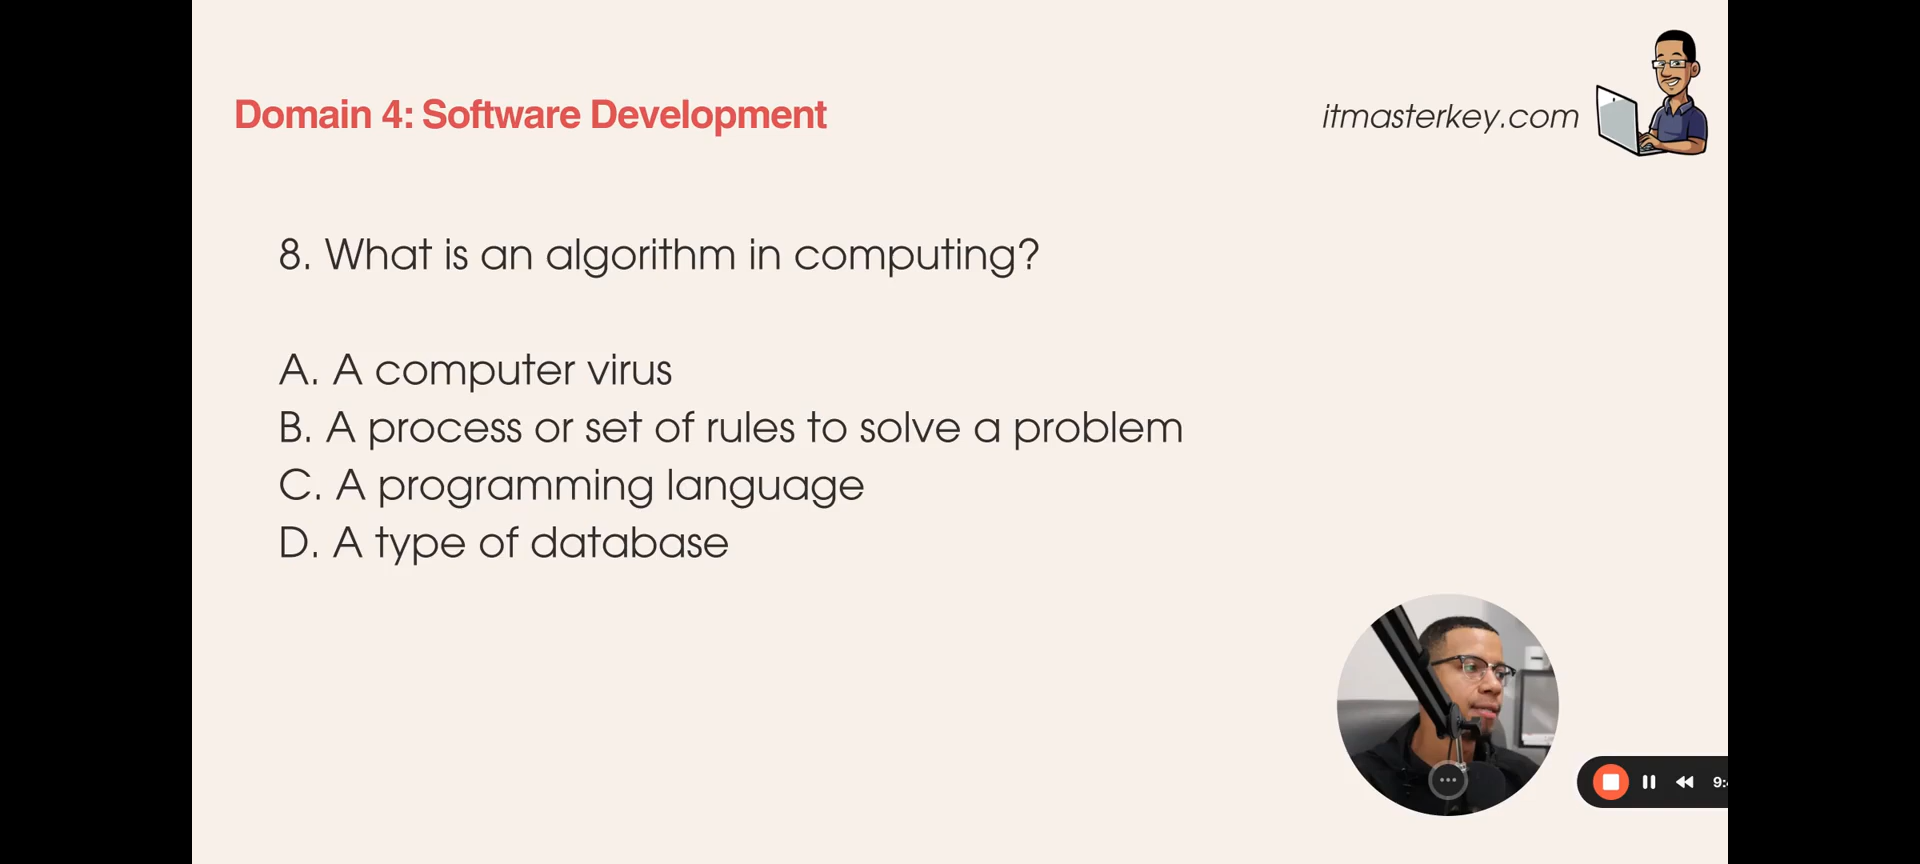 Domain 4: Software Development
itmasterkey.com
8. What is an algorithm in computing?
A. A computer virus
B. A process or set of rules to solve a problem
C. A programming language
D. A type of database